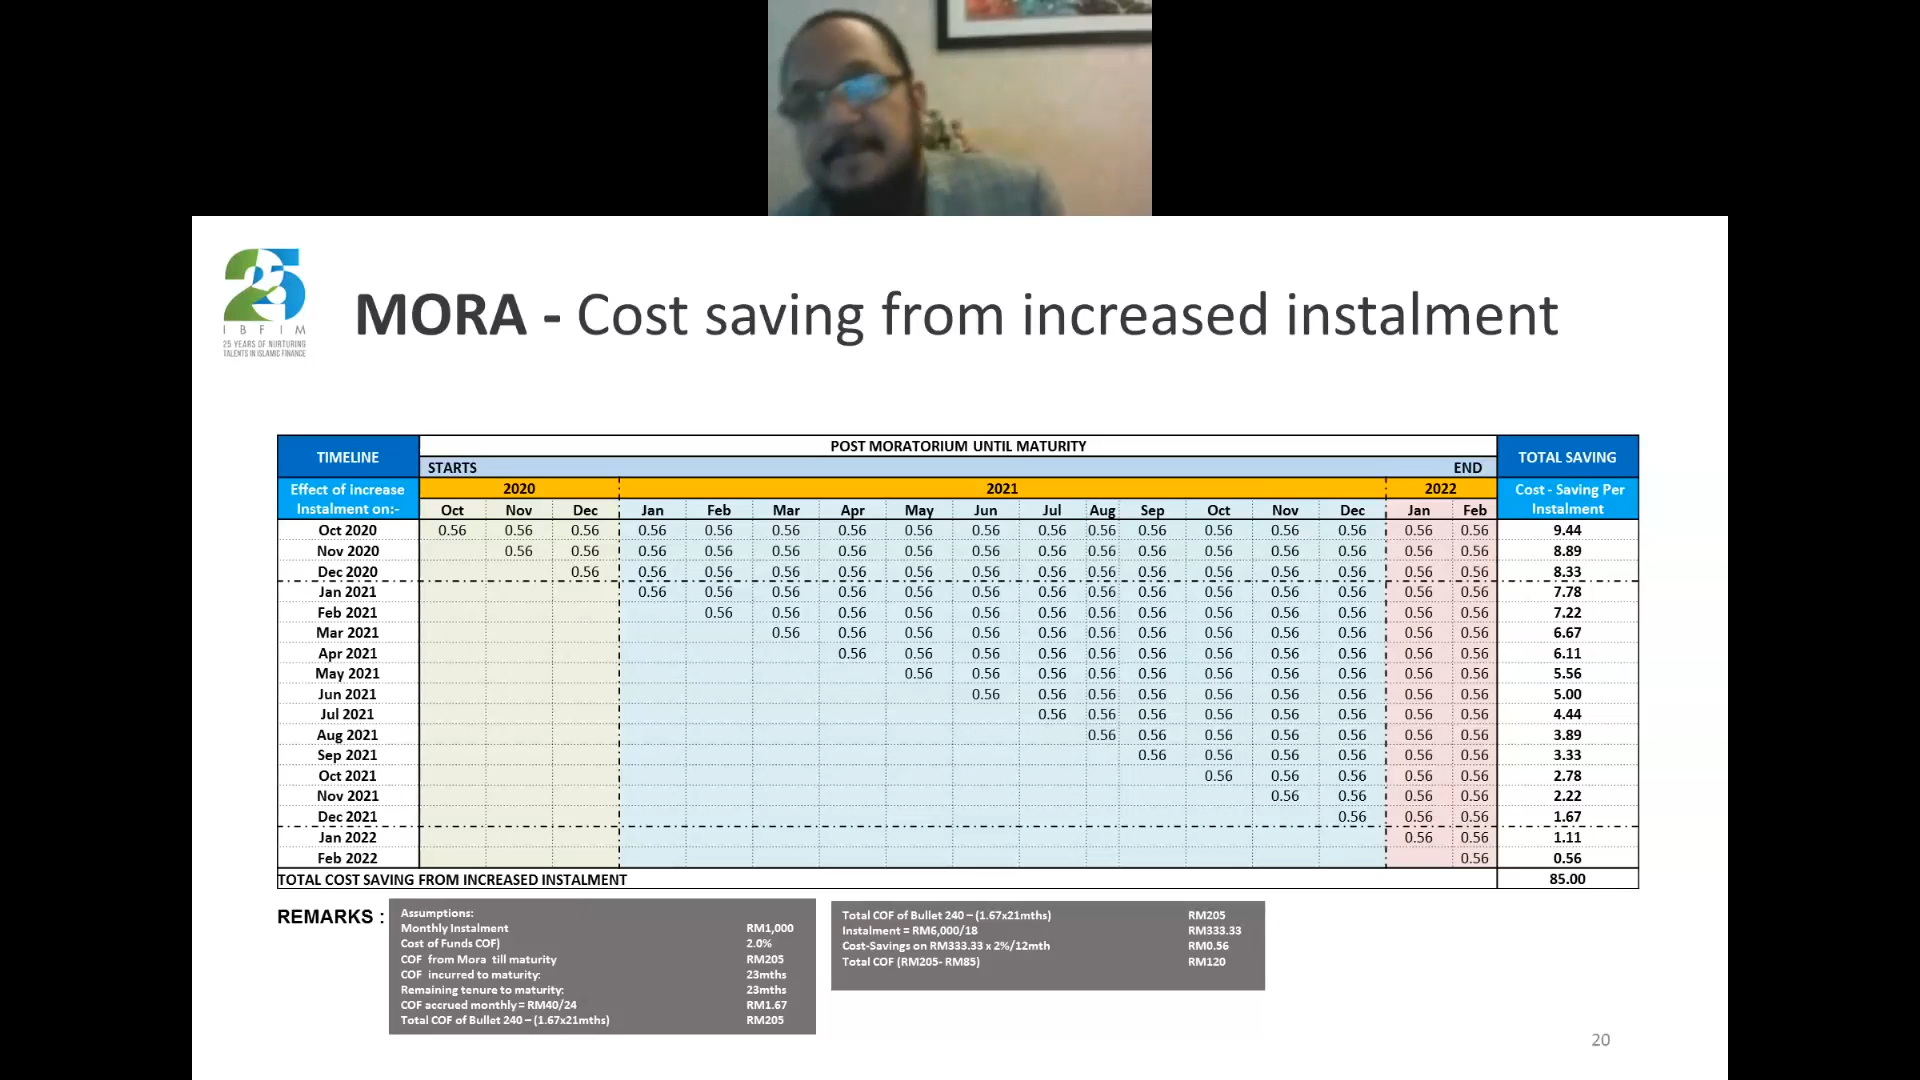 25
IBFIM
25 YEARS OF NURTURING
TALENTS IN ISLAMIC FINANCE
MORA - Cost saving from increased instalment
TIMELINE POST MORATORIUM UNTIL MATURITY TOTAL SAVING
STARTS END
Effect of increase Instalment on:- 2020 2021 2022 Cost - Saving Per Instalment
Oct Nov Dec Jan Feb Mar Apr May Jun Jul Aug Sep Oct Nov Dec Jan Feb
Oct 2020 0.56 0.56 0.56 0.56 0.56 0.56 0.56 0.56 0.56 0.56 0.56 0.56 0.56 0.56 0.56 0.56 0.56 9.44
Nov 2020 0.56 0.56 0.56 0.56 0.56 0.56 0.56 0.56 0.56 0.56 0.56 0.56 0.56 0.56 0.56 0.56 8.89
Dec 2020 0.56 0.56 0.56 0.56 0.56 0.56 0.56 0.56 0.56 0.56 0.56 0.56 0.56 0.56 0.56 8.33
Jan 2021 0.56 0.56 0.56 0.56 0.56 0.56 0.56 0.56 0.56 0.56 0.56 0.56 0.56 0.56 7.78
Feb 2021 0.56 0.56 0.56 0.56 0.56 0.56 0.56 0.56 0.56 0.56 0.56 0.56 0.56 7.22
Mar 2021 0.56 0.56 0.56 0.56 0.56 0.56 0.56 0.56 0.56 0.56 0.56 0.56 6.67
Apr 2021 0.56 0.56 0.56 0.56 0.56 0.56 0.56 0.56 0.56 0.56 0.56 6.11
May 2021 0.56 0.56 0.56 0.56 0.56 0.56 0.56 0.56 0.56 0.56 5.56
Jun 2021 0.56 0.56 0.56 0.56 0.56 0.56 0.56 0.56 0.56 5.00
Jul 2021 0.56 0.56 0.56 0.56 0.56 0.56 0.56 0.56 4.44
Aug 2021 0.56 0.56 0.56 0.56 0.56 0.56 0.56 3.89
Sep 2021 0.56 0.56 0.56 0.56 0.56 0.56 3.33
Oct 2021 0.56 0.56 0.56 0.56 0.56 2.78
Nov 2021 0.56 0.56 0.56 0.56 2.22
Dec 2021 0.56 0.56 0.56 1.67
Jan 2022 0.56 0.56 1.11
Feb 2022 0.56 0.56
TOTAL COST SAVING FROM INCREASED INSTALMENT 85.00
REMARKS :
Assumptions:
Monthly Instalment RM1,000
Cost of Funds COF) 2.0%
COF from Mora till maturity RM205
COF incurred to maturity: 23mths
Remaining tenure to maturity: 23mths
COF accrued monthly = RM40/24 RM1.67
Total COF of Bullet 240 – (1.67x21mths) RM205
Total COF of Bullet 240 – (1.67x21mths) RM205
Instalment = RM6,000/18 RM333.33
Cost-Savings on RM333.33 x 2%/12mth RM0.56
Total COF (RM205- RM85) RM120
20